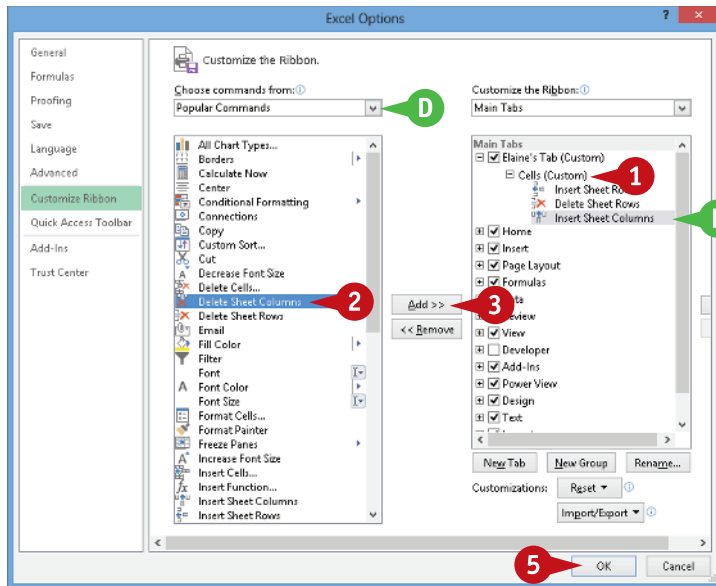 Excel Options
?
General
Formulas
Proofing
Save
Language
Advanced
Customize Ribbon
Quick Access Toolbar
Add-Ins
Trust Center
Customize the Ribbon.
Choose commands from:
Popular Commands
D
All Chart Types...
Borders
Calculate Now
Center
Conditional Formatting
Connections
Copy
Custom Sort...
Cut
Decrease Font Size
Delete Cells...
Delete Sheet Columns
2
Delete Sheet Rows
Email
Fill Color
Filter
Font
Font Color
Font Size
Format Cells...
Format Painter
Freeze Panes
Increase Font Size
Insert Cells...
Insert Function...
Insert Sheet Columns
Insert Sheet Rows
Add >>
3
<< Remove
Customize the Ribbon:
Main Tabs
Main Tabs
Elaine's Tab (Custom)
Cells (Custom)
1
Insert Sheet
Delete Sheet Rows
Insert Sheet Columns
Home
Insert
Page Layout
Formulas
View
Developer
Add-Ins
Power View
Design
Text
New Tab New Group Rename...
Customizations: Reset
Import/Export
5
OK Cancel